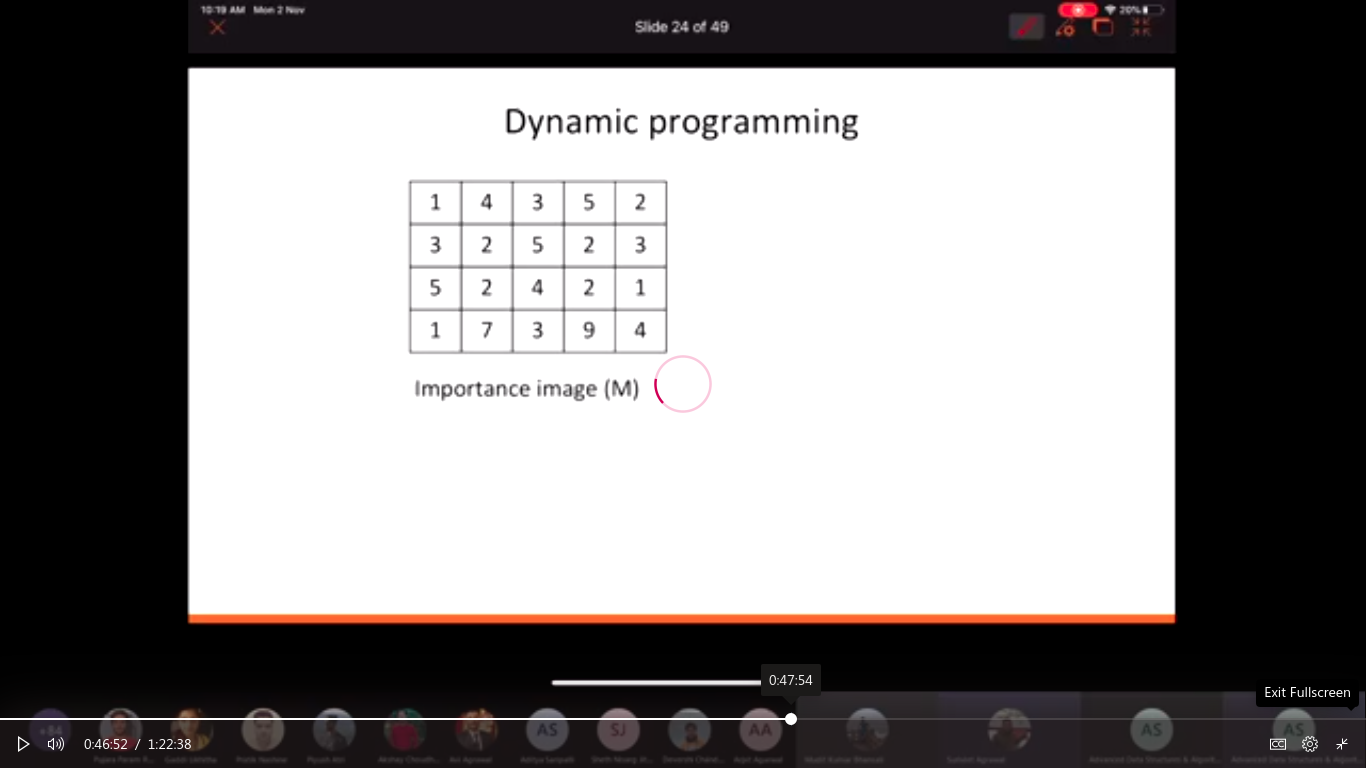 10:19 AM Mon 2 Nov
20%
Slide 24 of 49
Dynamic programming
1 4 3 5 2
3 2 5 2 3
5 2 4 2 1
1 7 3 9 4
Importance image (M)
0:47:54
Exit Fullscreen
AS SJ AA AS AS
0:46:52 / 1:22:38
CC